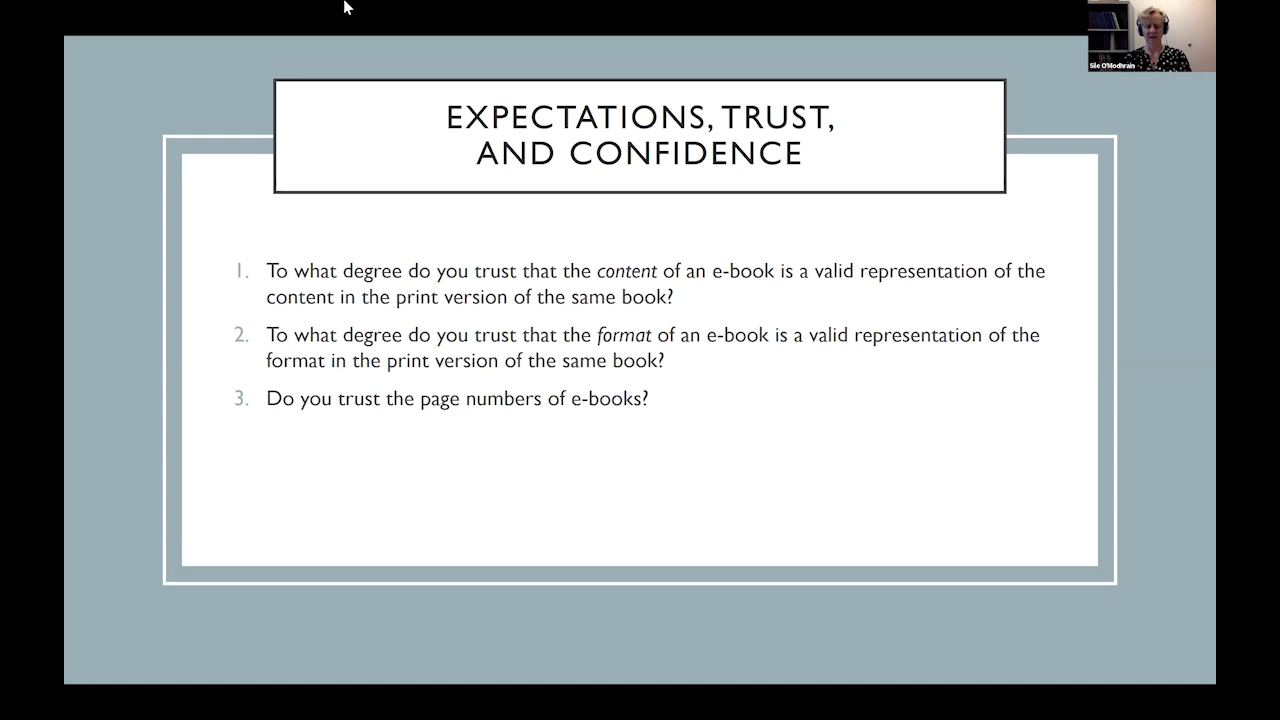 Sile O'Modhrain
EXPECTATIONS, TRUST,
AND CONFIDENCE
1. To what degree do you trust that the content of an e-book is a valid representation of the
content in the print version of the same book?
2. To what degree do you trust that the format of an e-book is a valid representation of the
format in the print version of the same book?
3. Do you trust the page numbers of e-books?